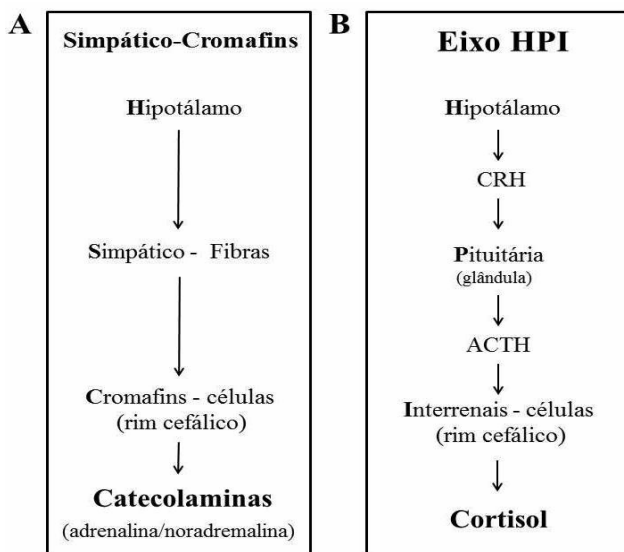 A
Simpático-Cromafins
Hipotálamo
Simpático - Fibras
Cromafins - células
(rim cefálico)
Catecolaminas
(adrenalina/noradremalina)
B
Eixo HPI
Hipotálamo
CRH
Pituitária
(glândula)
ACTH
Interrenais - células
(rim cefálico)
Cortisol